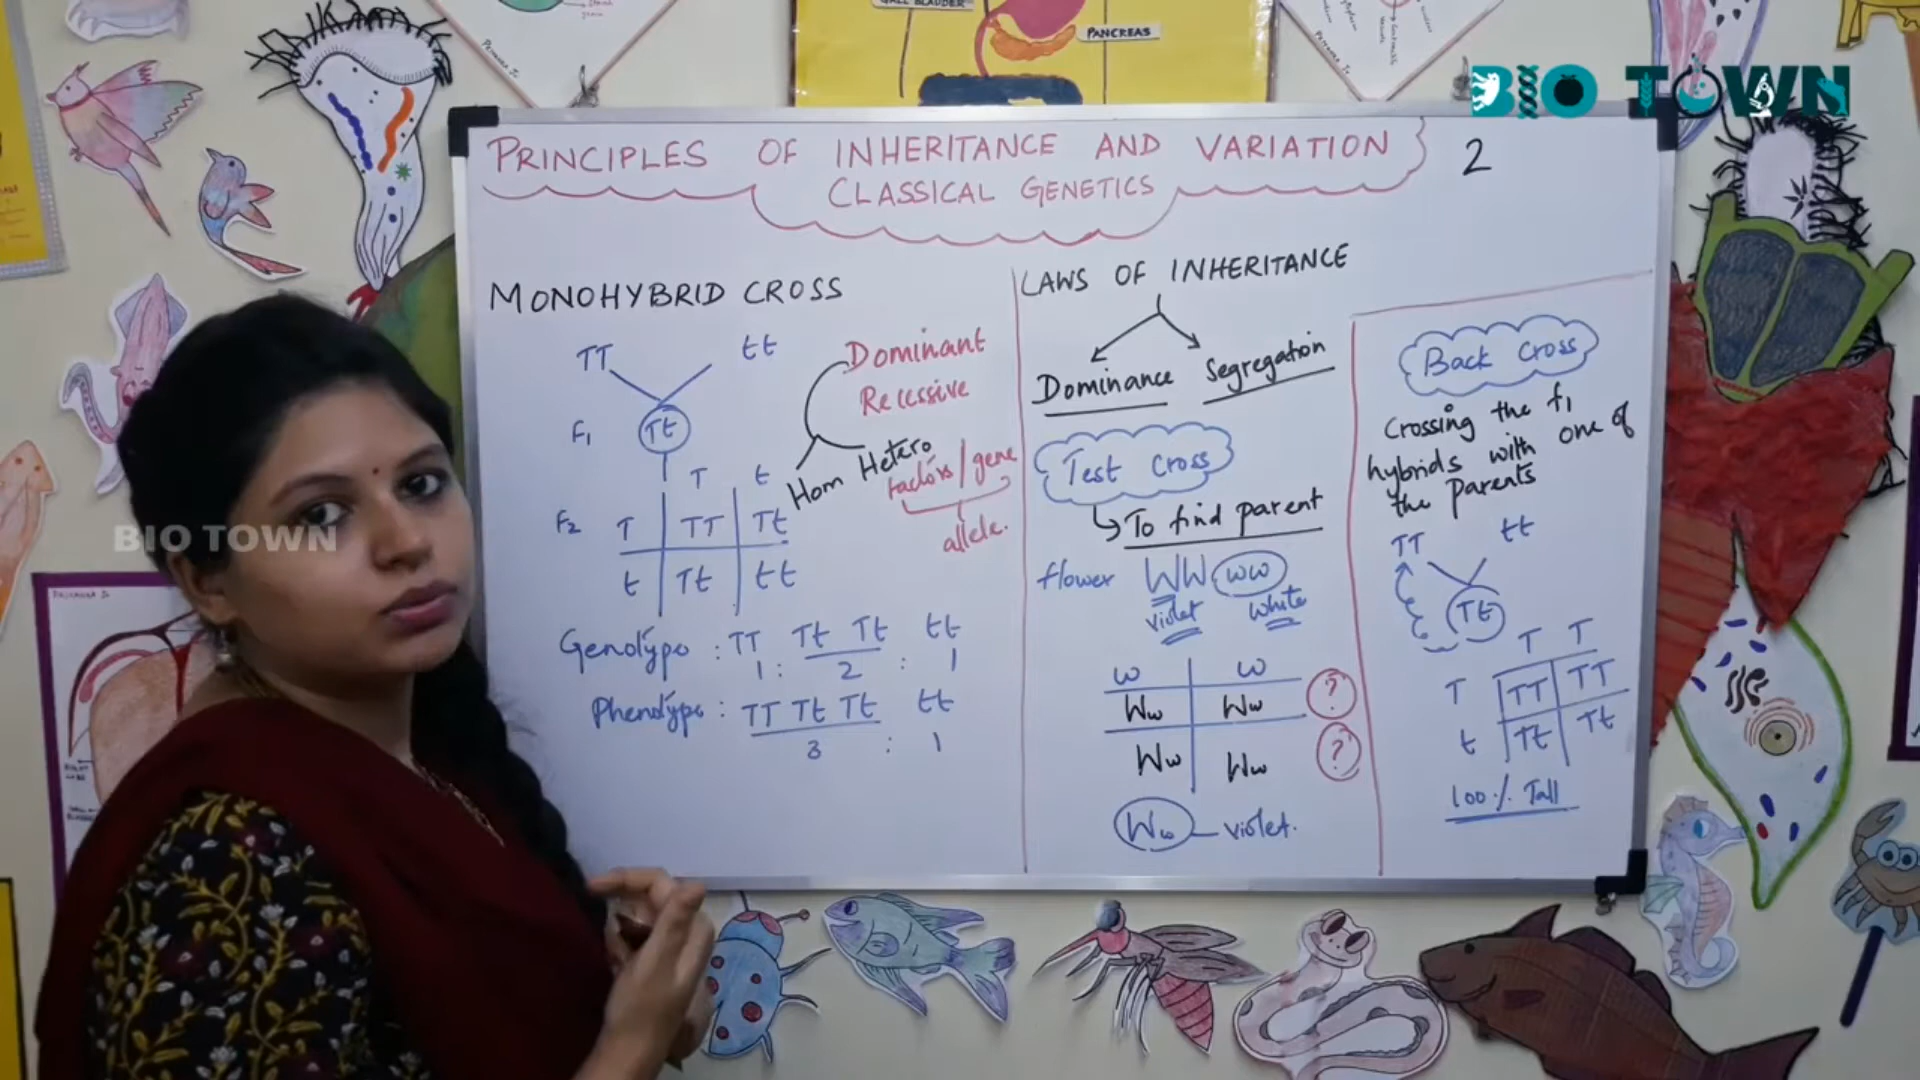 GALL BLADDER
PANCREAS
BIO TOWN
PRINCIPLES OF INHERITANCE AND VARIATION
CLASSICAL GENETICS
2
MONOHYBRID CROSS
TT tt
F1 Tt
T t
F2 T TT Tt
t Tt tt
Dominant
Recessive
Hom Hetero
factors/gene
allele.
Genotype : TT Tt Tt tt
1 : 2 : 1
Phenotype : TT Tt Tt tt
3 : 1
LAWS OF INHERITANCE
Dominance Segregation
Test Cross
To find parent
flower WW ww
violet white
w w
Ww Ww ?
Ww Ww ?
Ww violet.
Back Cross
Crossing the f1
hybrids with one of
the parents
TT tt
Tt
T T
T TT TT
t Tt Tt
100% Tall
BIO TOWN